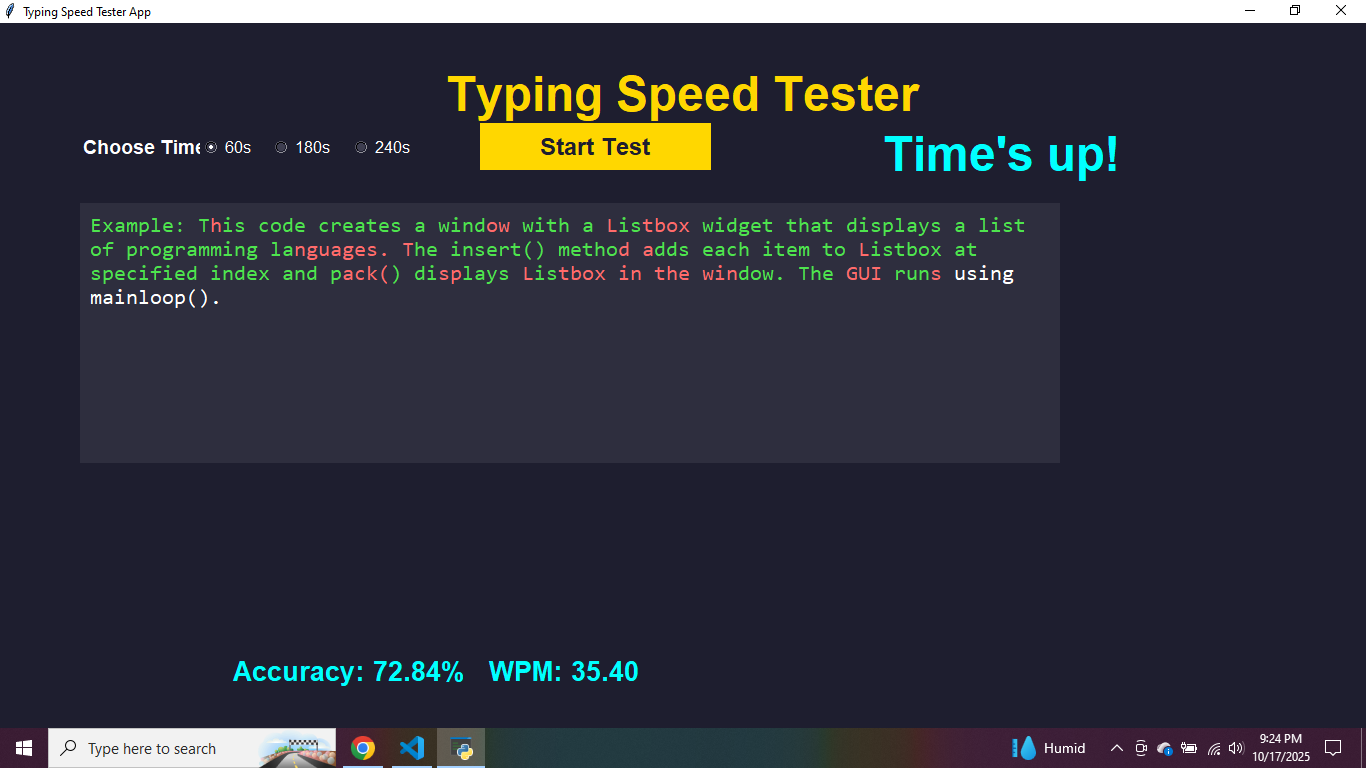 Typing Speed Tester App
Typing Speed Tester
Choose Time
60s
180s
240s
Start Test
Time's up!
Example: This code creates a window with a Listbox widget that displays a list
of programming languages. The insert() method adds each item to Listbox at
specified index and pack() displays Listbox in the window. The GUI runs using
mainloop().
Accuracy: 72.84% WPM: 35.40
Type here to search
Humid
9:24 PM
10/17/2025